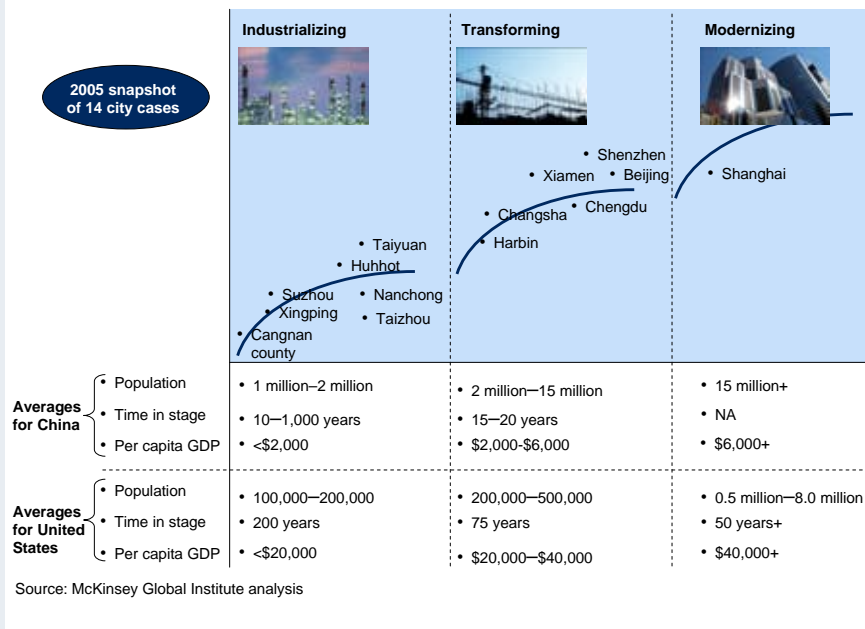 Industrializing
Transforming
Modernizing
2005 snapshot
of 14 city cases
• Shenzhen
• Xiamen
• Beijing
• Shanghai
• Changsha
• Chengdu
• Harbin
• Taiyuan
• Huhhot
• Suzhou
• Nanchong
• Xingping
• Taizhou
• Cangnan
county
Averages
for China
• Population
• 1 million–2 million
• 2 million–15 million
• 15 million+
• Time in stage
• 10–1,000 years
• 15–20 years
• NA
• Per capita GDP
• <$2,000
• $2,000-$6,000
• $6,000+
Averages
for United
States
• Population
• 100,000–200,000
• 200,000–500,000
• 0.5 million–8.0 million
• Time in stage
• 200 years
• 75 years
• 50 years+
• Per capita GDP
• <$20,000
• $20,000–$40,000
• $40,000+
Source: McKinsey Global Institute analysis